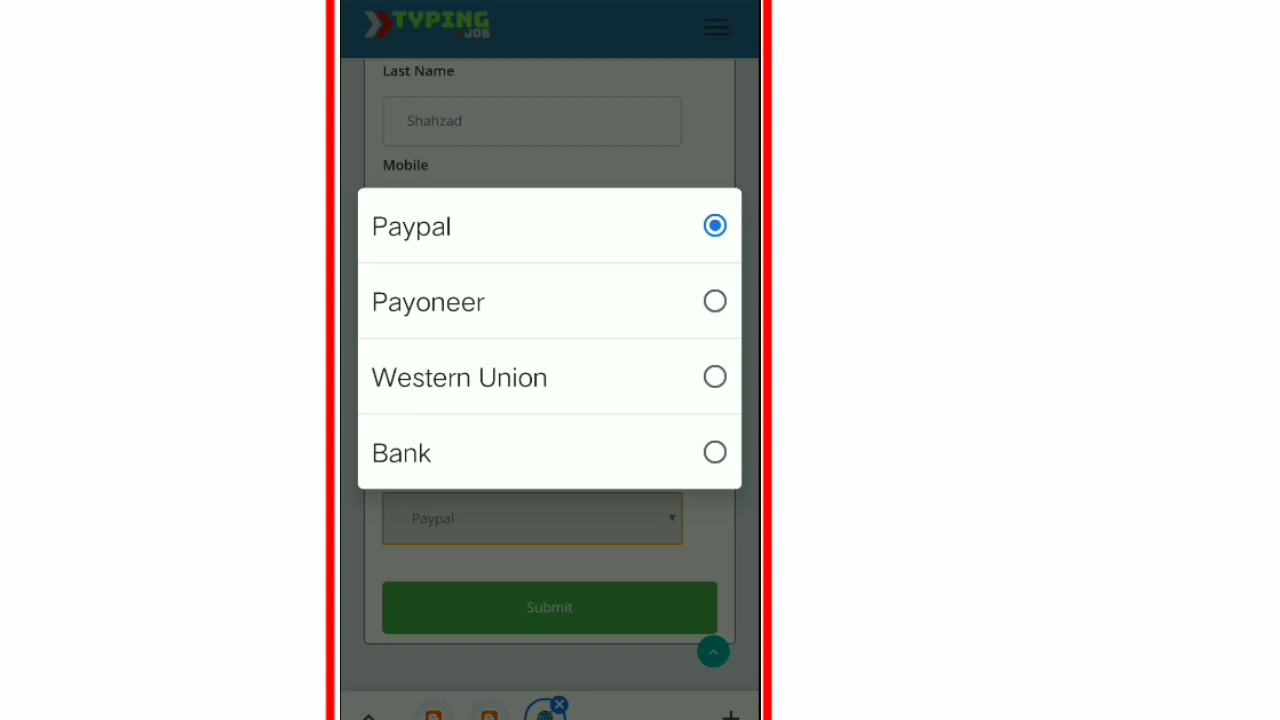 TYPING
JOB
Last Name
Shahzad
Mobile
Paypal
Payoneer
Western Union
Bank
Paypal
Submit